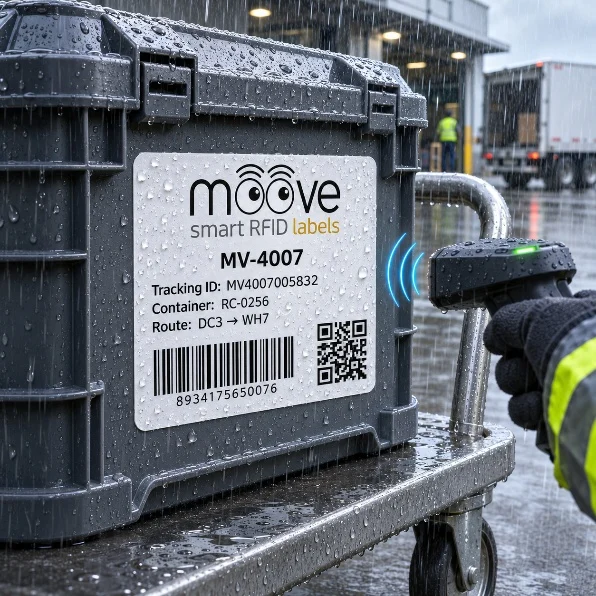 moove
smart RFID labels
MV-4007
Tracking ID: MV4007005832
Container: RC-0256
Route: DC3 → WH7
8934175650076